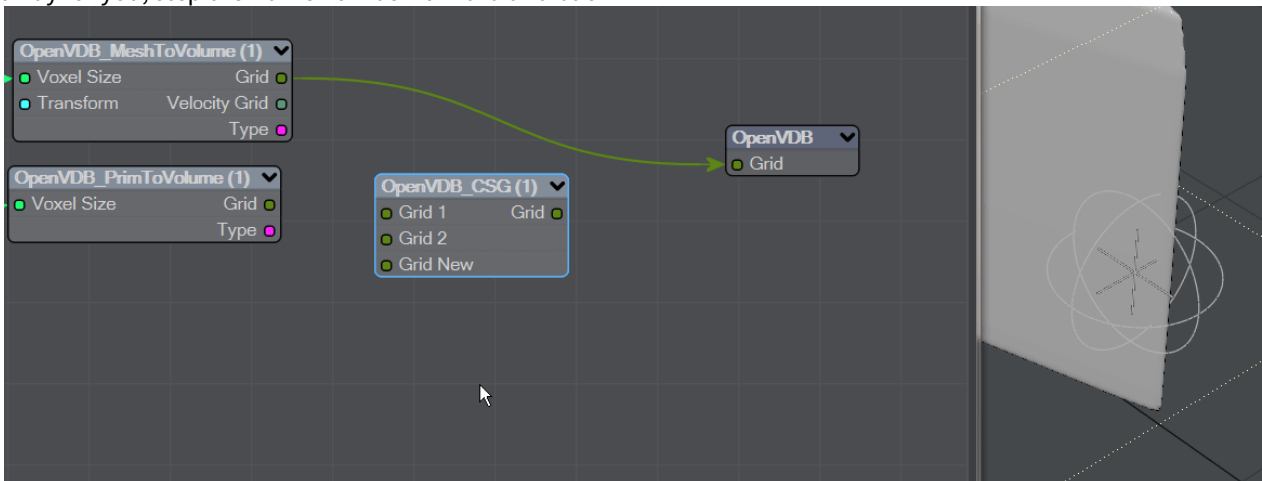 OpenVDB_MeshToVolume (1)
Voxel Size Grid
Transform Velocity Grid
Type
OpenVDB_PrimToVolume (1)
Voxel Size Grid
Type
OpenVDB_CSG (1)
Grid 1 Grid
Grid 2
Grid New
OpenVDB
Grid